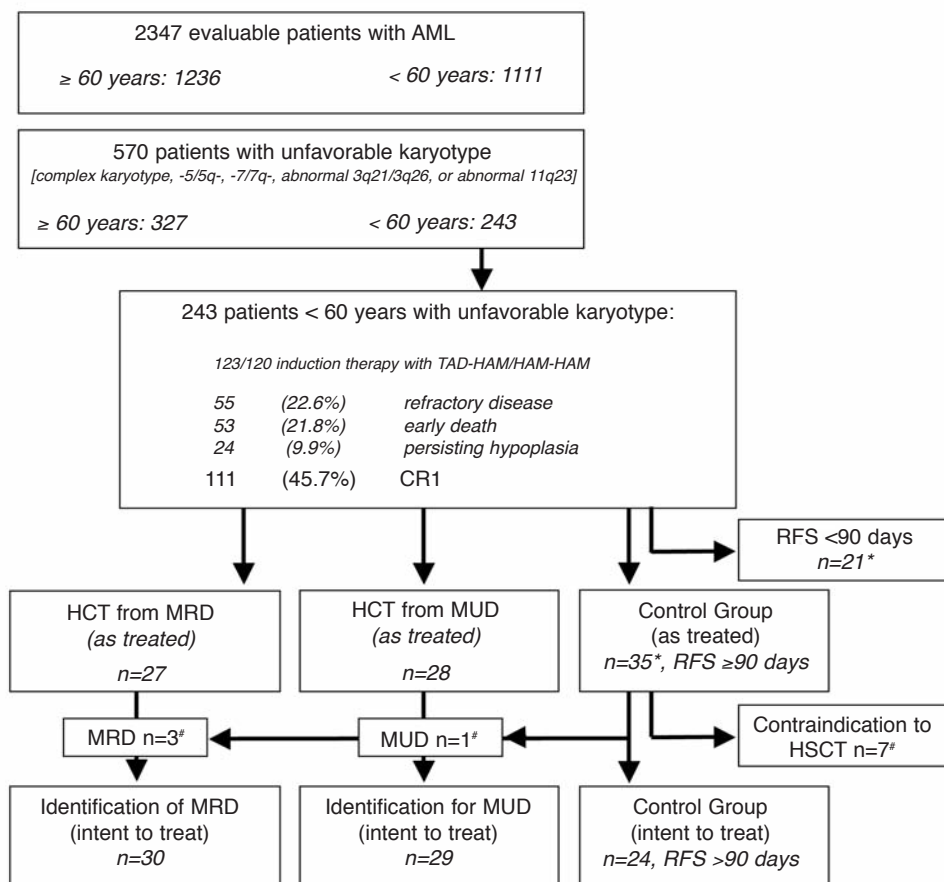 2347 evaluable patients with AML
≥ 60 years: 1236 < 60 years: 1111
570 patients with unfavorable karyotype
[complex karyotype, -5/5q-, -7/7q-, abnormal 3q21/3q26, or abnormal 11q23]
≥ 60 years: 327 < 60 years: 243
243 patients < 60 years with unfavorable karyotype:
123/120 induction therapy with TAD-HAM/HAM-HAM
55 (22.6%) refractory disease
53 (21.8%) early death
24 (9.9%) persisting hypoplasia
111 (45.7%) CR1
RFS <90 days
n=21*
HCT from MRD
(as treated)
n=27
HCT from MUD
(as treated)
n=28
Control Group
(as treated)
n=35*, RFS ≥90 days
MRD n=3#
MUD n=1#
Contraindication to
HSCT n=7#
Identification of MRD
(intent to treat)
n=30
Identification for MUD
(intent to treat)
n=29
Control Group
(intent to treat)
n=24, RFS >90 days